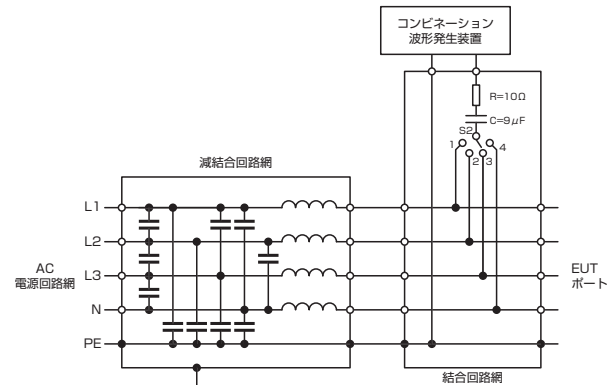 コンビネーション
波形発生装置
R=10Ω
C=9μF
S2
1
2
3
4
減結合回路網
L1
L2
L3
N
PE
AC
電源回路網
EUT
ポート
結合回路網